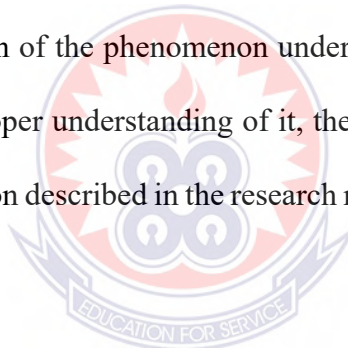 n of the phenomenon under
oper understanding of it, the
on described in the research r
EDUCATION FOR SERVICE